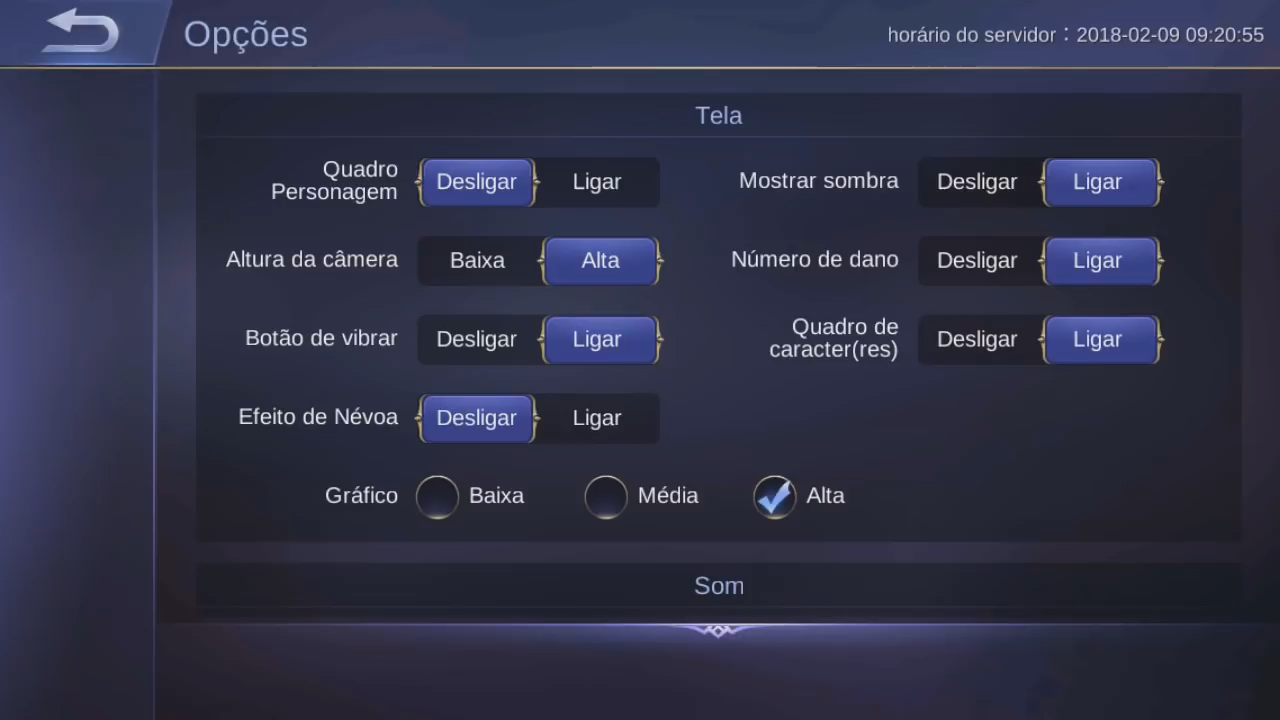 Opções
horário do servidor：2018-02-09 09:20:55
Tela
Quadro
Personagem
Desligar Ligar
Mostrar sombra
Desligar Ligar
Altura da câmera
Baixa Alta
Número de dano
Desligar Ligar
Botão de vibrar
Desligar Ligar
Quadro de
caracter(res)
Desligar Ligar
Efeito de Névoa
Desligar Ligar
Gráfico Baixa Média Alta
Som